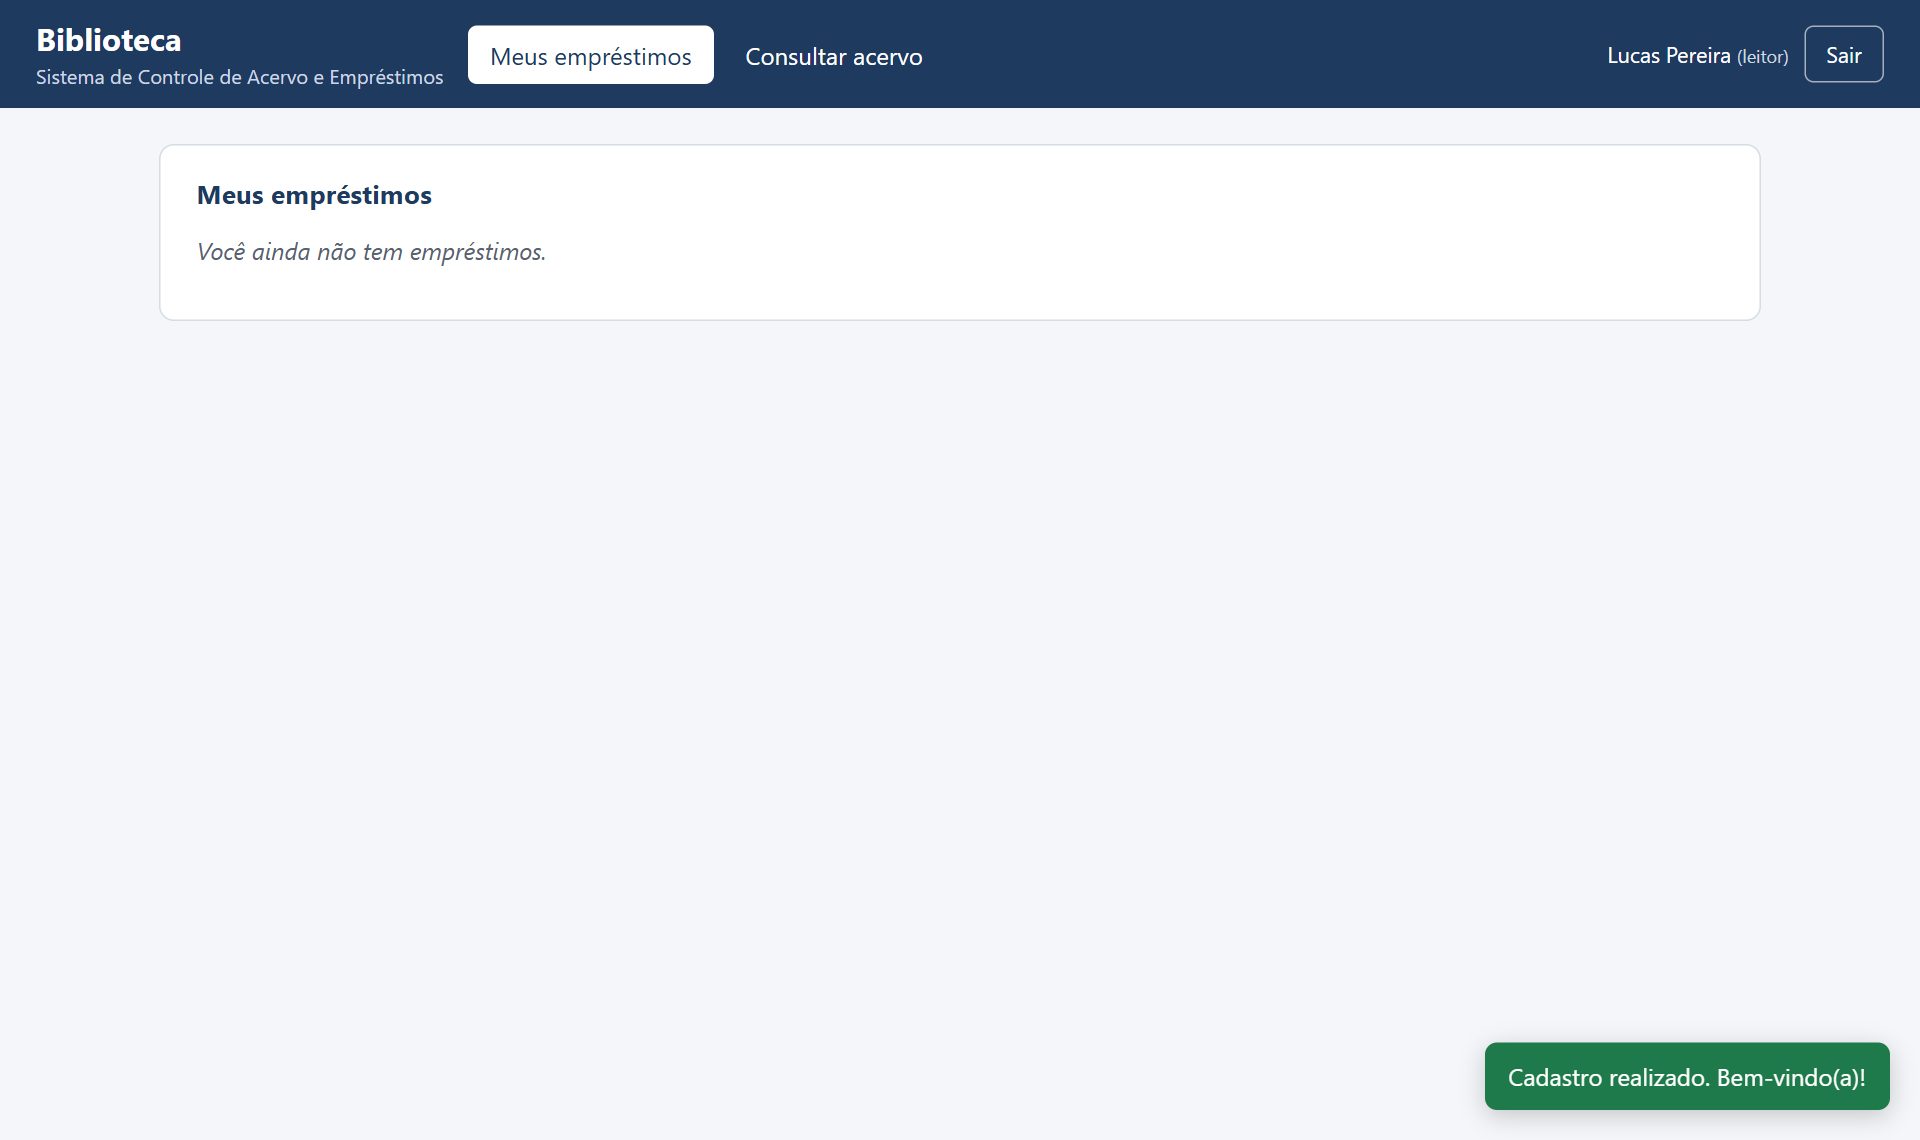 Biblioteca
Sistema de Controle de Acervo e Empréstimos
Meus empréstimos
Consultar acervo
Lucas Pereira (leitor)
Sair
Meus empréstimos
Você ainda não tem empréstimos.
Cadastro realizado. Bem-vindo(a)!